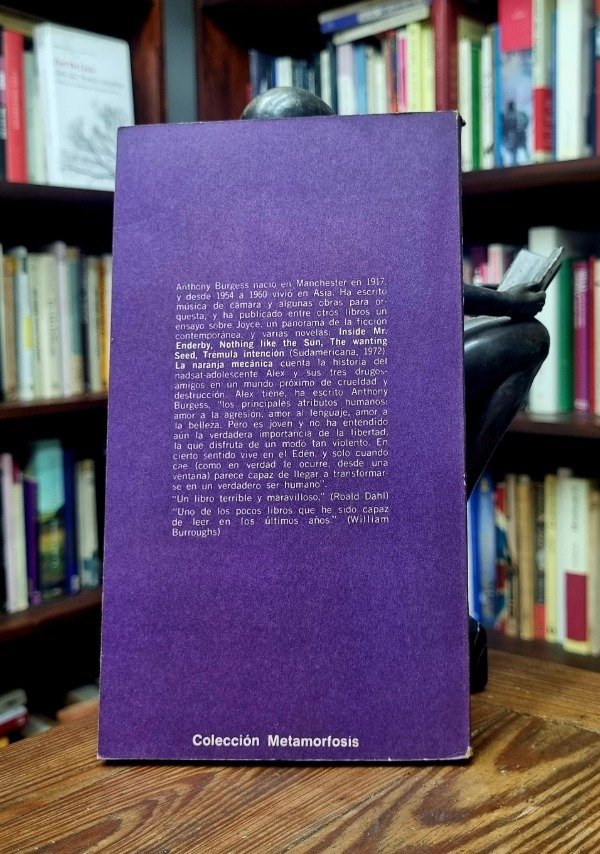 Anthony Burgess nació en Manchester en 1917,
y desde 1954 a 1960 vivió en Asia. Ha escrito
música de cámara y algunas obras para or-
questa, y ha publicado entre otros libros un
ensayo sobre Joyce, un panorama de la ficción
contemporánea, y varias novelas: Inside Mr.
Enderby, Nothing like the Sun, The wanting
Seed, Trémula intención (Sudamericana, 1972).
La naranja mecánica cuenta la historia del
nadsat-adolescente Alex y sus tres drugos-
amigos en un mundo próximo de crueldad y
destrucción. Alex tiene, ha escrito Anthony
Burgess, "los principales atributos humanos:
amor a la agresión, amor al lenguaje, amor a
la belleza. Pero es joven y no ha entendido
aún la verdadera importancia de la libertad,
la que disfruta de un modo tan violento. En
cierto sentido vive en el Edén, y sólo cuando
cae (como en verdad le ocurre, desde una
ventana) parece capaz de llegar a transformar-
se en un verdadero ser humano".
"Un libro terrible y maravilloso." (Roald Dahl)
"Uno de los pocos libros que he sido capaz
de leer en los últimos años." (William
Burroughs)
Colección Metamorfosis